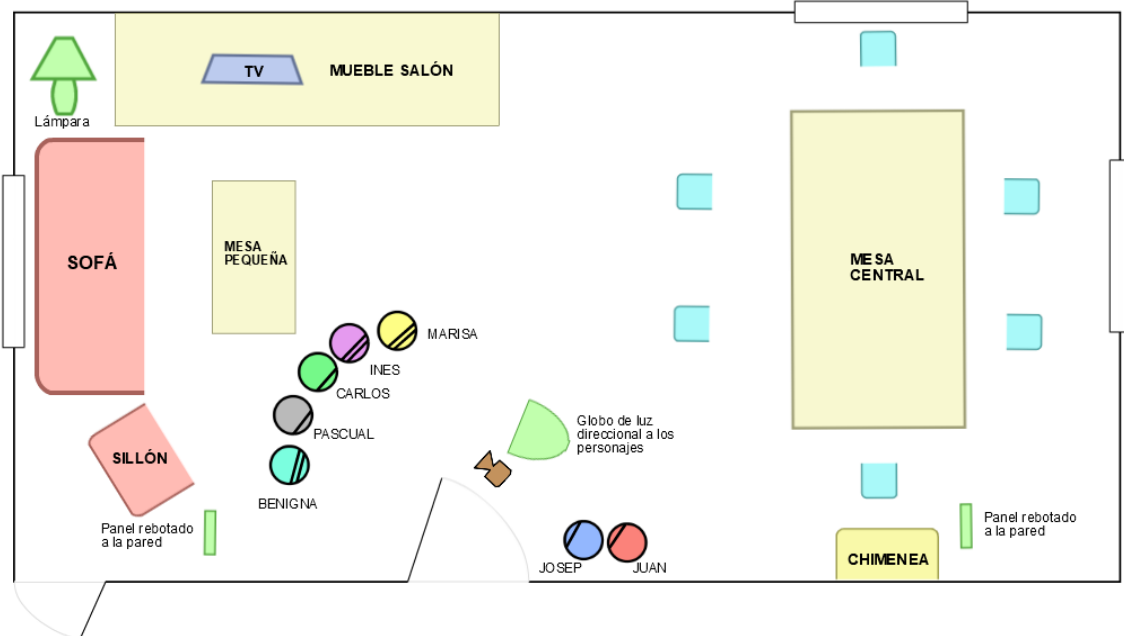 TV
MUEBLE SALÓN
Lámpara
SOFÁ
MESA
PEQUEÑA
MESA
CENTRAL
MARISA
INES
CARLOS
PASCUAL
BENIGNA
SILLÓN
Globo de luz
direccional a los
personajes
Panel rebotado
a la pared
JOSEP
JUAN
CHIMENEA
Panel rebotado
a la pared